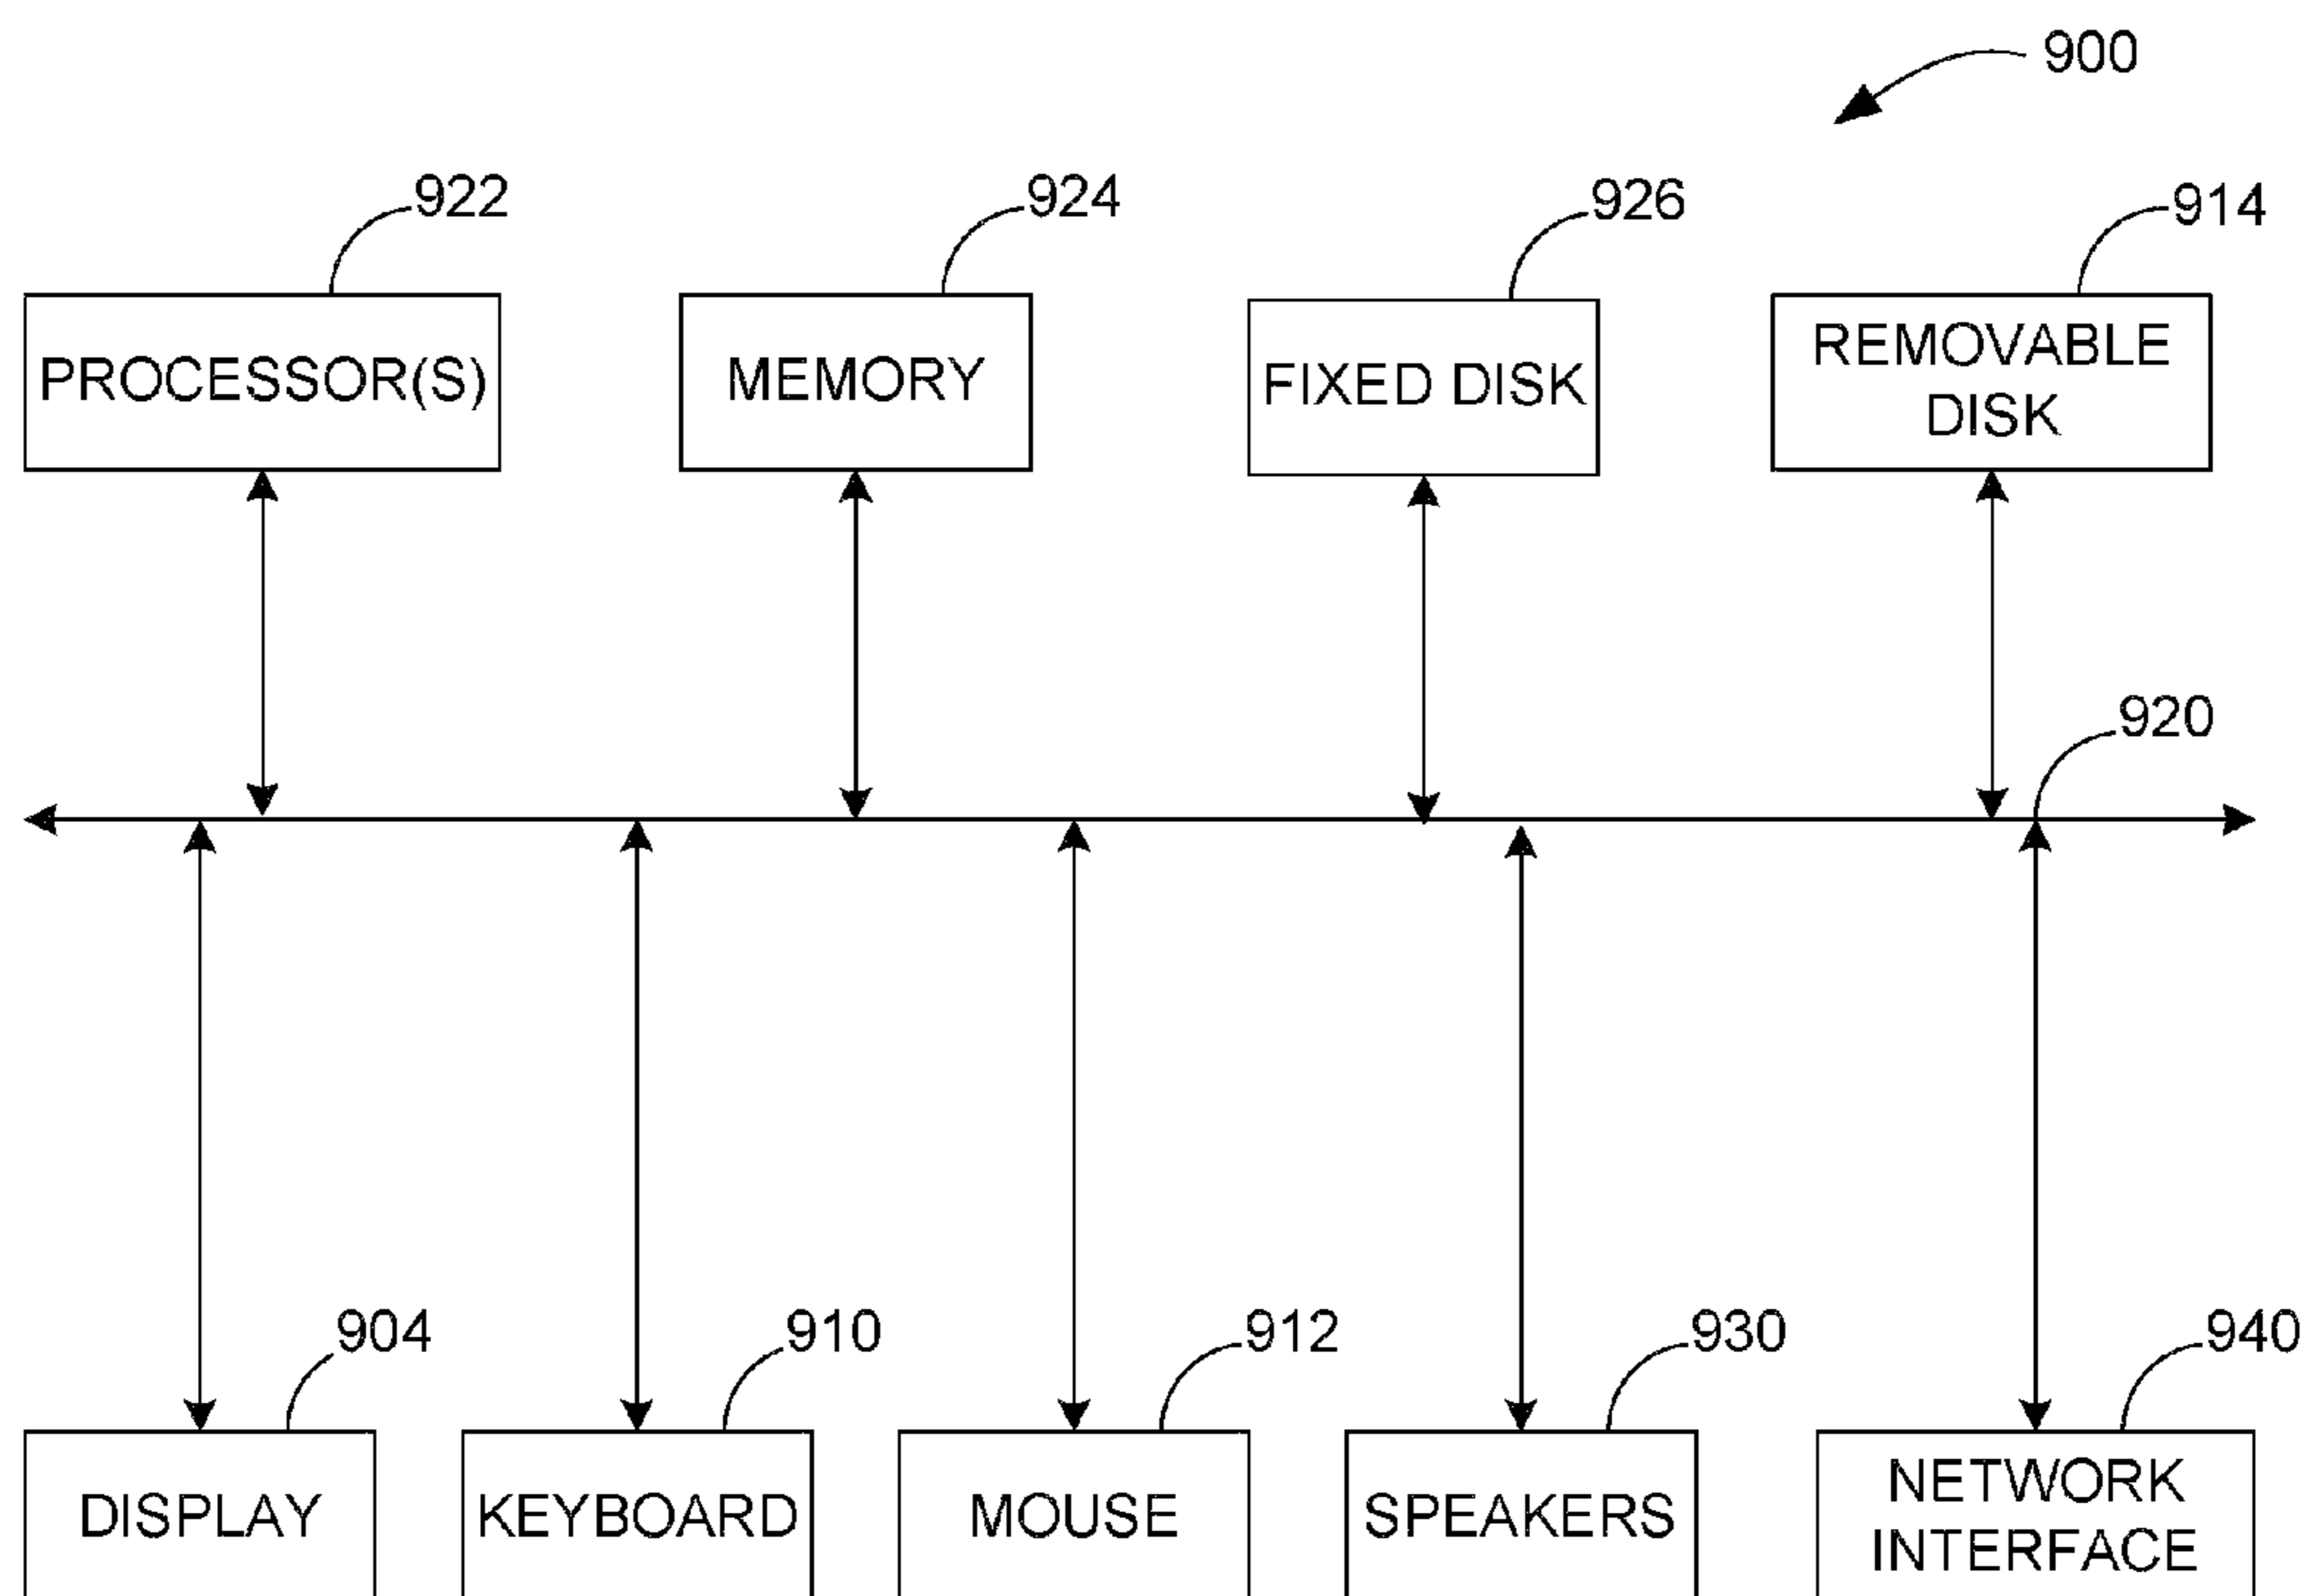 900
922
924
926
914
PROCESSOR(S)
MEMORY
FIXED DISK
REMOVABLE
DISK
920
904
910
912
930
940
DISPLAY
KEYBOARD
MOUSE
SPEAKERS
NETWORK
INTERFACE